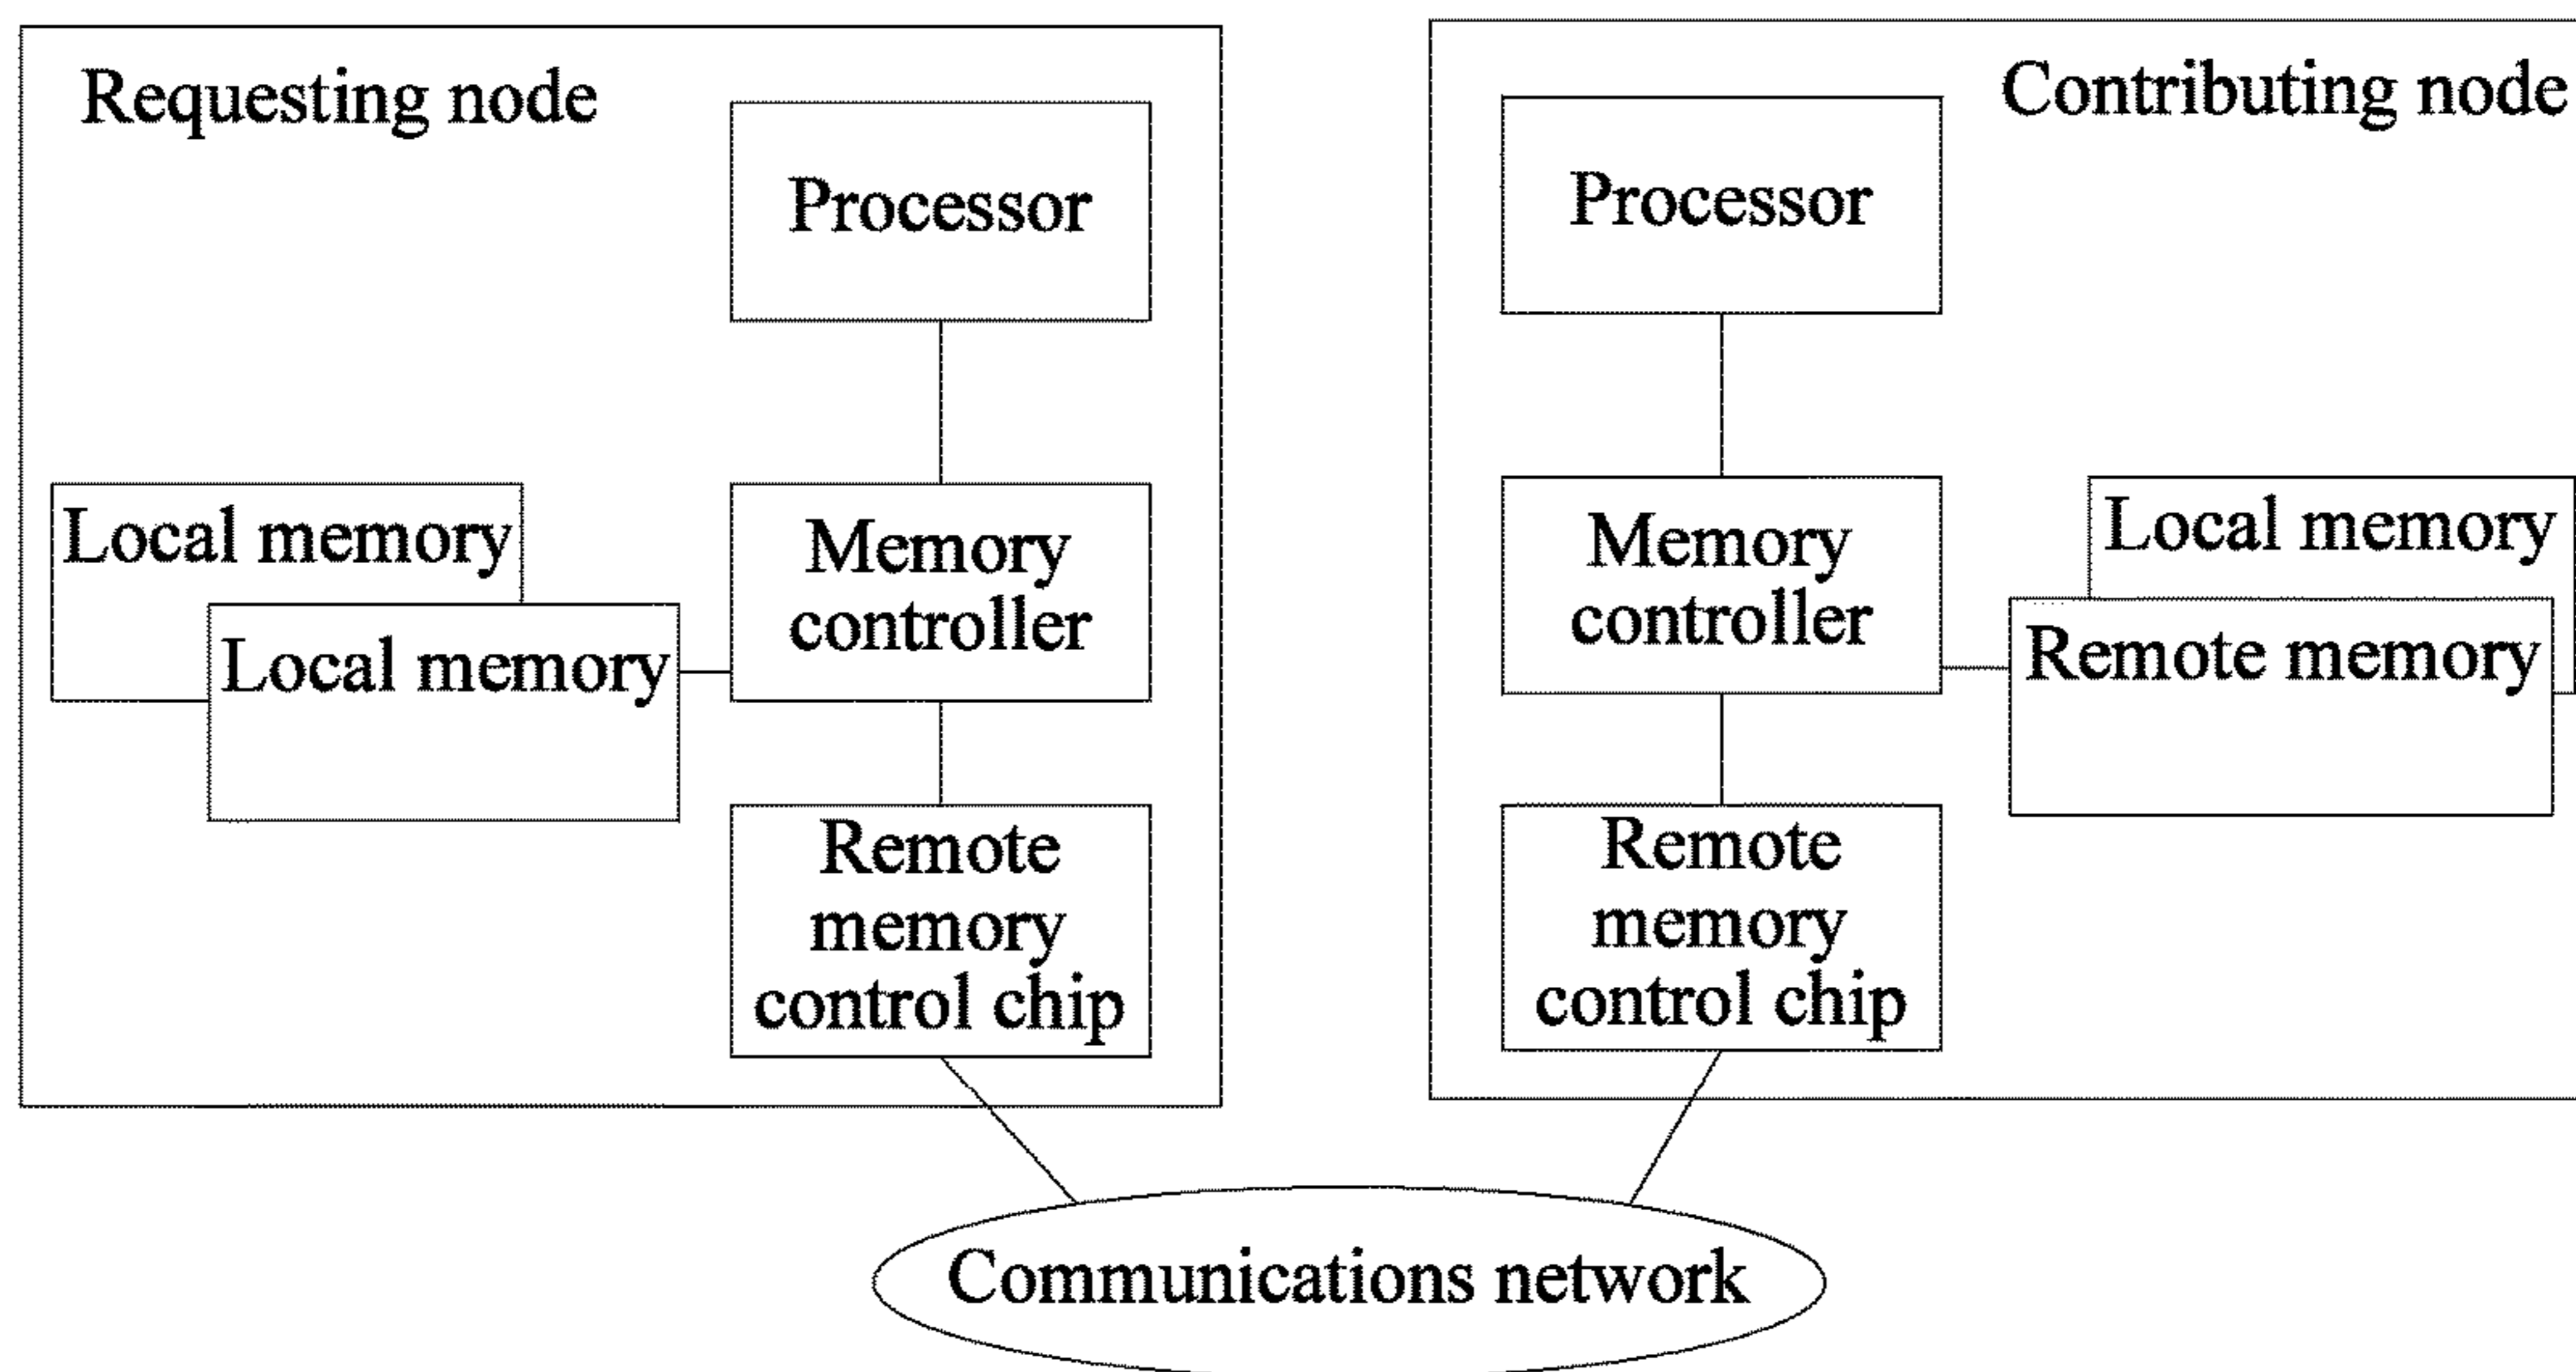 Requesting node
Processor
Local memory
Local memory
Memory
controller
Remote
memory
control chip
Contributing node
Processor
Memory
controller
Local memory
Remote memory
Remote
memory
control chip
Communications network